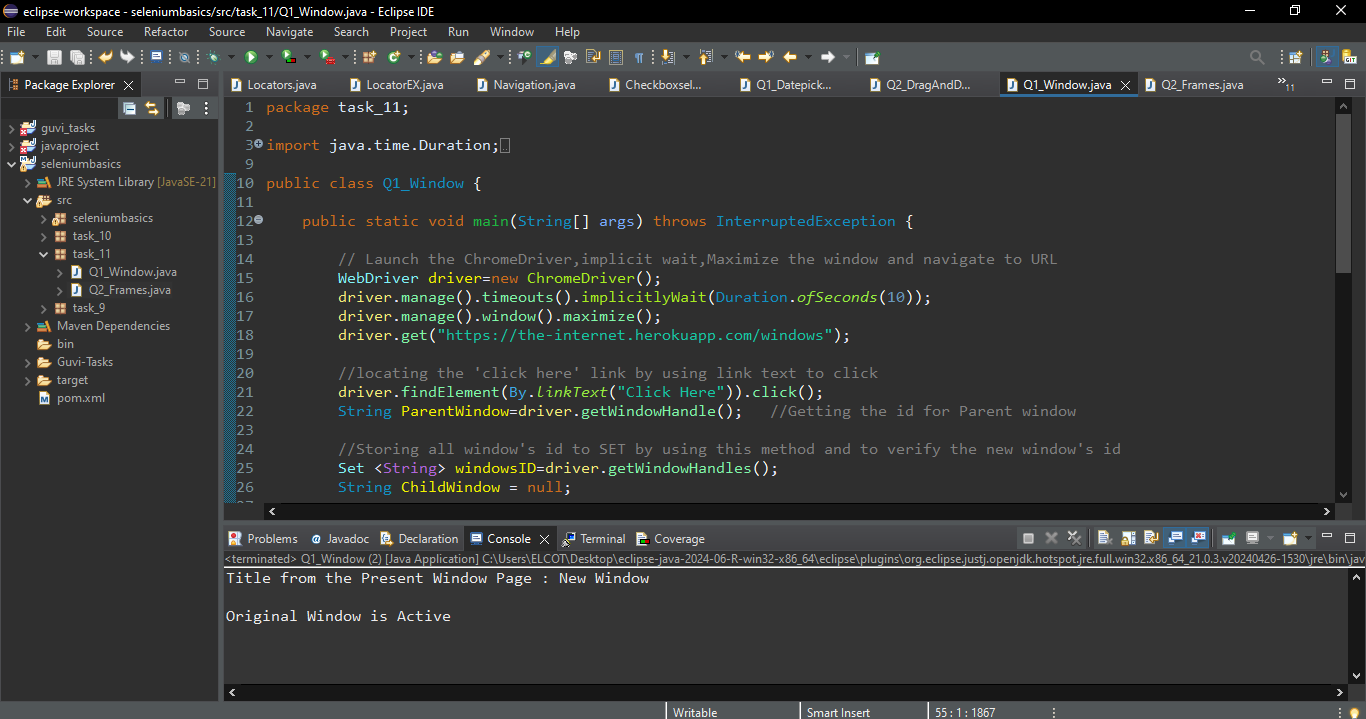 eclipse-workspace - seleniumbasics/src/task_11/Q1_Window.java - Eclipse IDE
File Edit Source Refactor Source Navigate Search Project Run Window Help
Package Explorer
Locators.java LocatorEX.java Navigation.java Checkboxsel... Q1_Datepick... Q2_DragAndD... Q1_Window.java Q2_Frames.java »11
guvi_tasks
javaproject
seleniumbasics
JRE System Library [JavaSE-21]
src
seleniumbasics
task_10
task_11
Q1_Window.java
Q2_Frames.java
task_9
Maven Dependencies
bin
Guvi-Tasks
target
pom.xml
1 package task_11;
2
3 import java.time.Duration;
9
10 public class Q1_Window {
11
12 public static void main(String[] args) throws InterruptedException {
13
14 // Launch the ChromeDriver,implicit wait,Maximize the window and navigate to URL
15 WebDriver driver=new ChromeDriver();
16 driver.manage().timeouts().implicitlyWait(Duration.ofSeconds(10));
17 driver.manage().window().maximize();
18 driver.get("https://the-internet.herokuapp.com/windows");
19
20 //locating the 'click here' link by using link text to click
21 driver.findElement(By.linkText("Click Here")).click();
22 String ParentWindow=driver.getWindowHandle(); //Getting the id for Parent window
23
24 //Storing all window's id to SET by using this method and to verify the new window's id
25 Set <String> windowsID=driver.getWindowHandles();
26 String ChildWindow = null;
Problems Javadoc Declaration Console Terminal Coverage
<terminated> Q1_Window (2) [Java Application] C:\Users\ELCOT\Desktop\eclipse-java-2024-06-R-win32-x86_64\eclipse\plugins\org.eclipse.justj.openjdk.hotspot.jre.full.win32.x86_64_21.0.3.v20240426-1530\jre\bin\jav
Title from the Present Window Page : New Window
Original Window is Active
Writable Smart Insert 55 : 1 : 1867